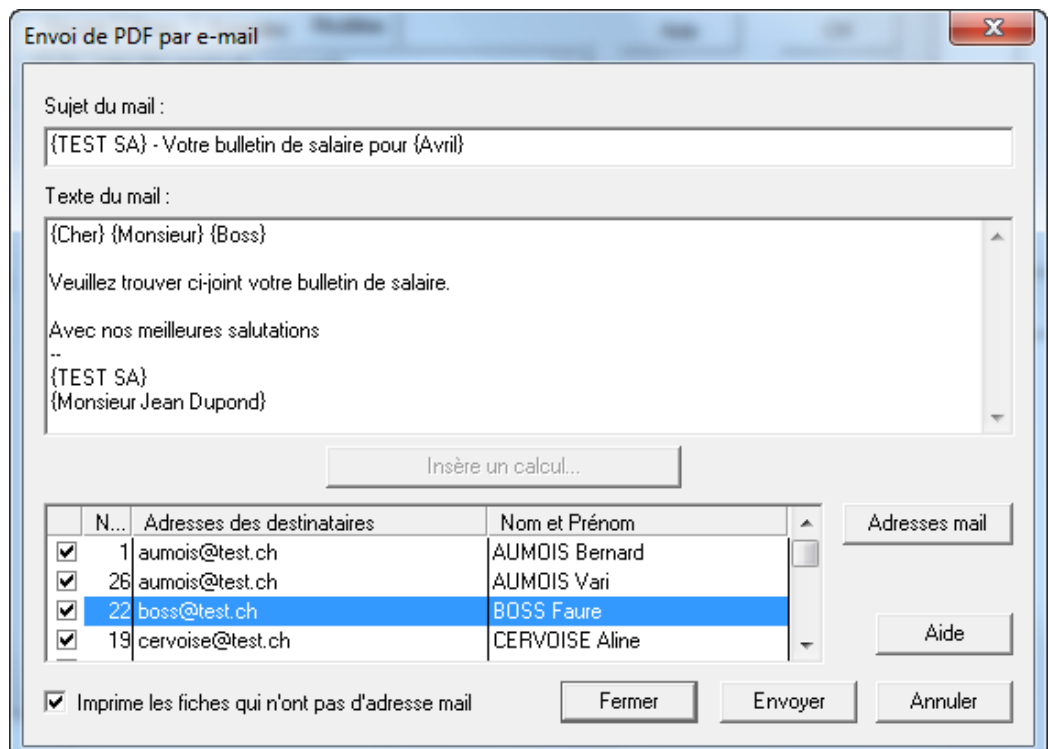 Envoi de PDF par e-mail
Sujet du mail :
{TEST SA} - Votre bulletin de salaire pour {Avril}
Texte du mail :
{Cher} {Monsieur} {Boss}
Veuillez trouver ci-joint votre bulletin de salaire.
Avec nos meilleures salutations
--
{TEST SA}
{Monsieur Jean Dupond}
Insère un calcul...
N... Adresses des destinataires Nom et Prénom
1 aumois@test.ch AUMOIS Bernard
26 aumois@test.ch AUMOIS Vari
22 boss@test.ch BOSS Faure
19 cervoise@test.ch CERVOISE Aline
Adresses mail
Aide
Imprime les fiches qui n'ont pas d'adresse mail
Fermer Envoyer Annuler